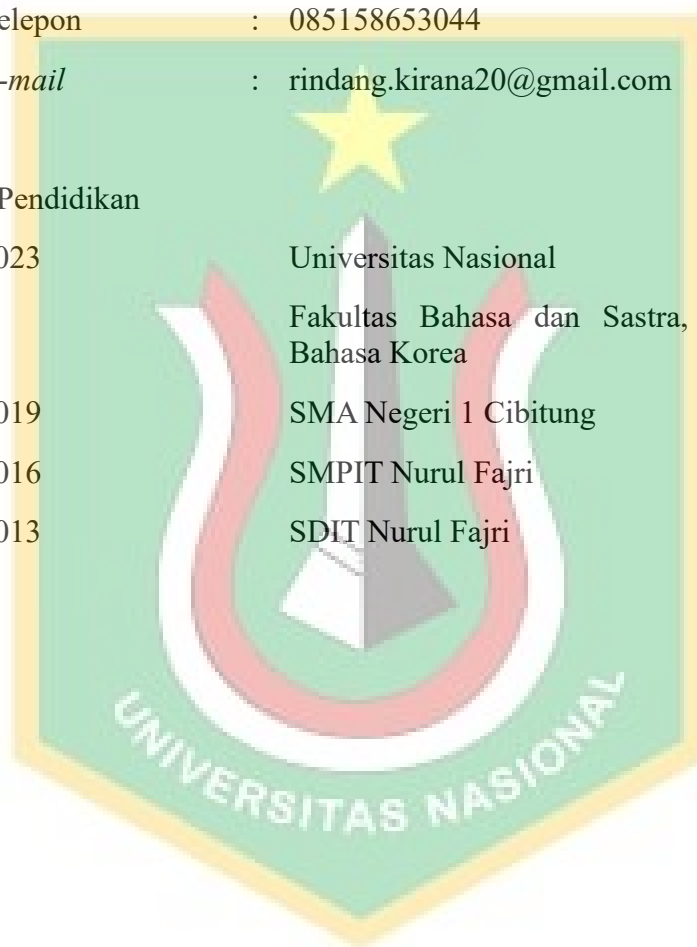 elepon : 085158653044
-mail : rindang.kirana20@gmail.com
Pendidikan
023 Universitas Nasional
Fakultas Bahasa dan Sastra,
Bahasa Korea
019 SMA Negeri 1 Cibitung
016 SMPIT Nurul Fajri
013 SDIT Nurul Fajri
UNIVERSITAS NASIONAL